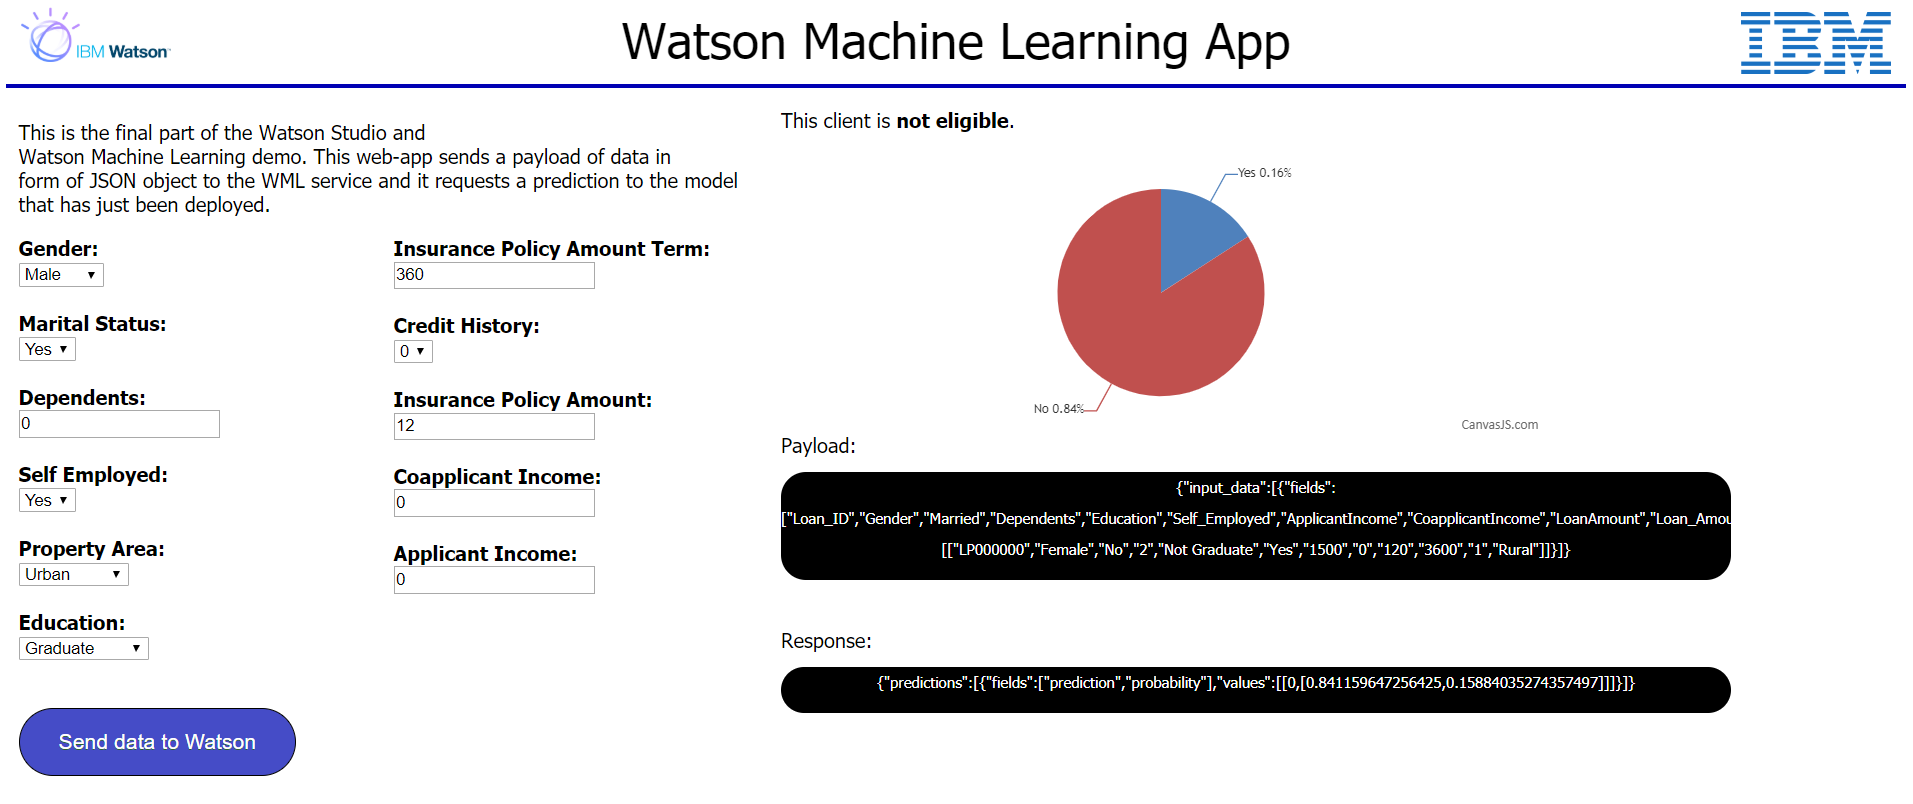 IBM Watson
Watson Machine Learning App
IBM
This is the final part of the Watson Studio and
Watson Machine Learning demo. This web-app sends a payload of data in
form of JSON object to the WML service and it requests a prediction to the model
that has just been deployed.
Gender:
Male
Marital Status:
Yes
Dependents:
0
Self Employed:
Yes
Property Area:
Urban
Education:
Graduate
Send data to Watson
Insurance Policy Amount Term:
360
Credit History:
0
Insurance Policy Amount:
12
Coapplicant Income:
0
Applicant Income:
0
This client is not eligible.
Yes 0.16%
No 0.84%
CanvasJS.com
Payload:
{"input_data":[{"fields":
["Loan_ID","Gender","Married","Dependents","Education","Self_Employed","ApplicantIncome","CoapplicantIncome","LoanAmount","Loan_Amou
[["LP000000","Female","No","2","Not Graduate","Yes","1500","0","120","3600","1","Rural"]]}]}
Response:
{"predictions":[{"fields":["prediction","probability"],"values":[[0,[0.841159647256425,0.15884035274357497]]]}]}